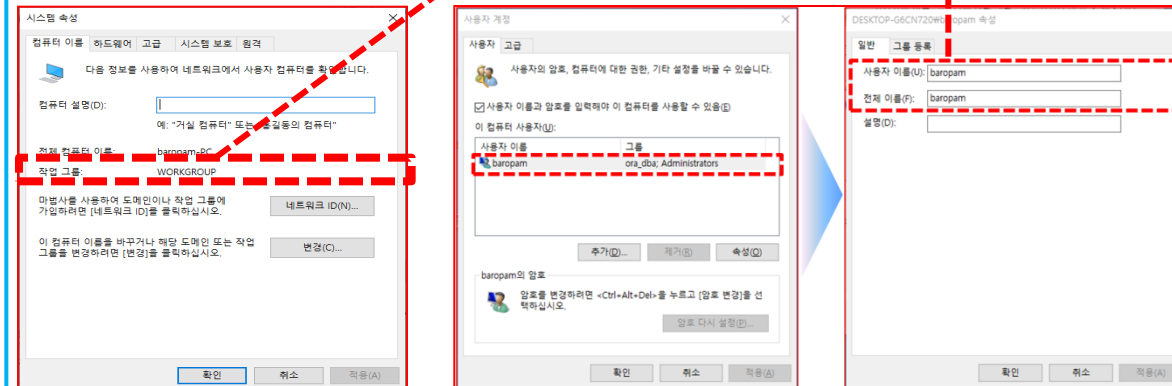 시스템 속성
컴퓨터 이름 하드웨어 고급 시스템 보호 원격
다음 정보를 사용하여 네트워크에서 사용자 컴퓨터를 확인합니다.
컴퓨터 설명(D):
예: "거실 컴퓨터" 또는 "홍길동의 컴퓨터"
전체 컴퓨터 이름: baropam-PC
작업 그룹: WORKGROUP
마법사를 사용하여 도메인이나 작업 그룹에
가입하려면 [네트워크 ID]를 클릭하십시오.
네트워크 ID(N)...
이 컴퓨터 이름을 바꾸거나 해당 도메인 또는 작업
그룹을 변경하려면 [변경]을 클릭하십시오.
변경(C)...
확인 취소 적용(A)
사용자 계정
사용자 고급
사용자의 암호, 컴퓨터에 대한 권한, 기타 설정을 바꿀 수 있습니다.
사용자 이름과 암호를 입력해야 이 컴퓨터를 사용할 수 있음(E)
이 컴퓨터 사용자(U):
사용자 이름 그룹
baropam ora_dba; Administrators
추가(D)... 제거(R) 속성(O)
baropam의 암호
암호를 변경하려면 <Ctrl+Alt+Del>을 누르고 [암호 변경]을 선
택하십시오.
암호 다시 설정(P)...
확인 취소 적용(A)
DESKTOP-G6CN720₩baropam 속성
일반 그룹 등록
사용자 이름(U): baropam
전체 이름(F): baropam
설명(D):
확인 취소 적용(A)